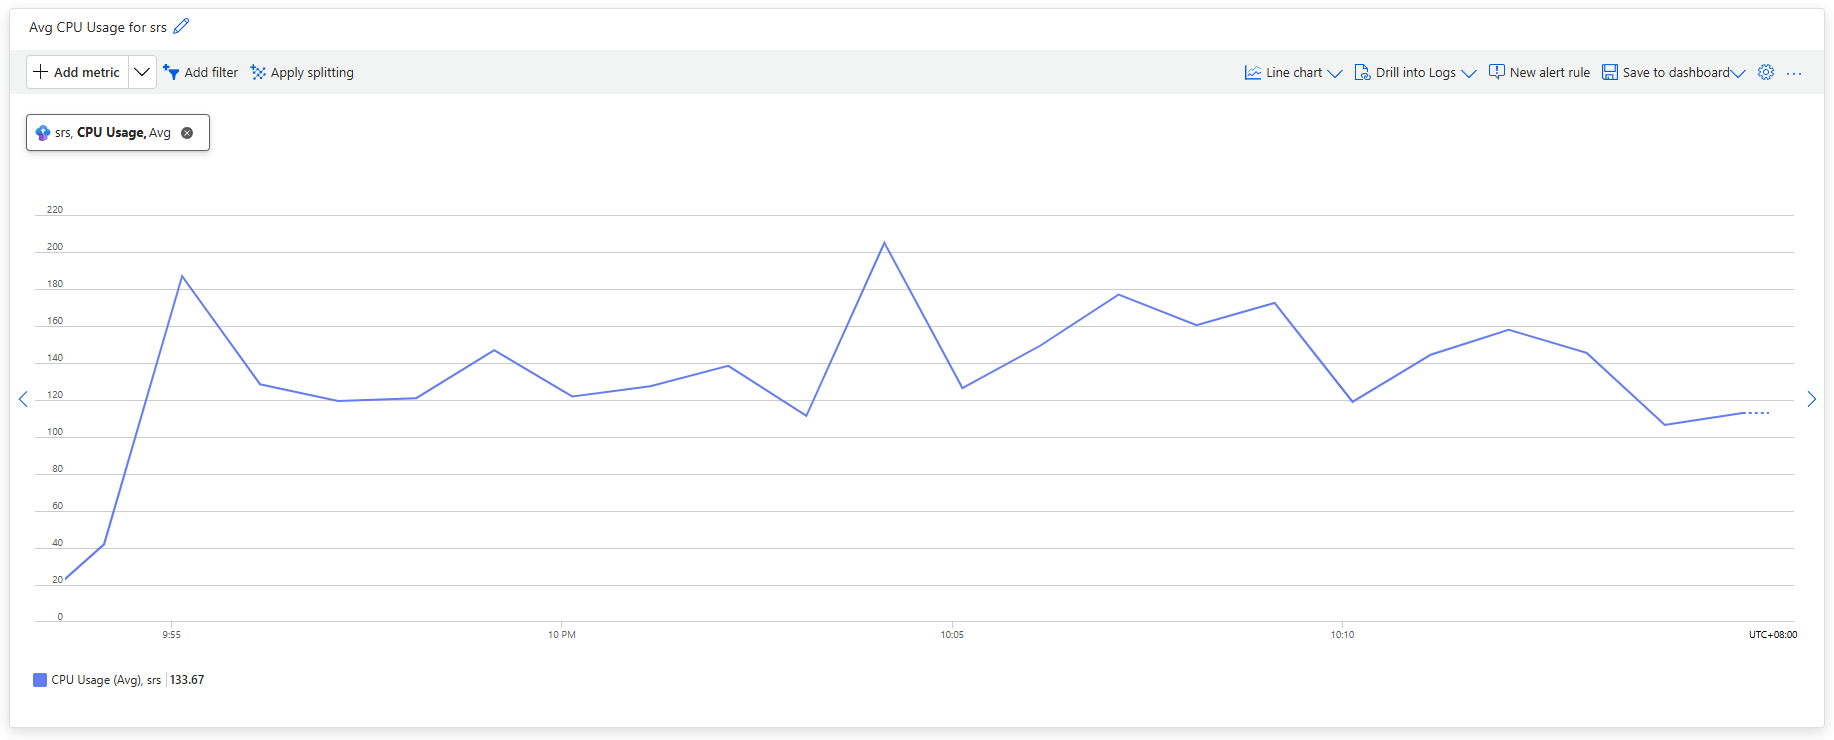 Avg CPU Usage for srs
Add metric Add filter Apply splitting Line chart Drill into Logs New alert rule Save to dashboard ...
srs, CPU Usage, Avg
220
200
180
160
140
120
100
80
60
40
20
0
9:55 10 PM 10:05 10:10 UTC+08:00
CPU Usage (Avg), srs 133.67